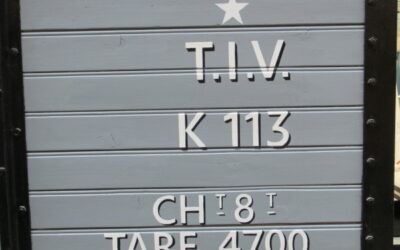 T.I.V.
K 113
CH T 8 T
TARE 4700